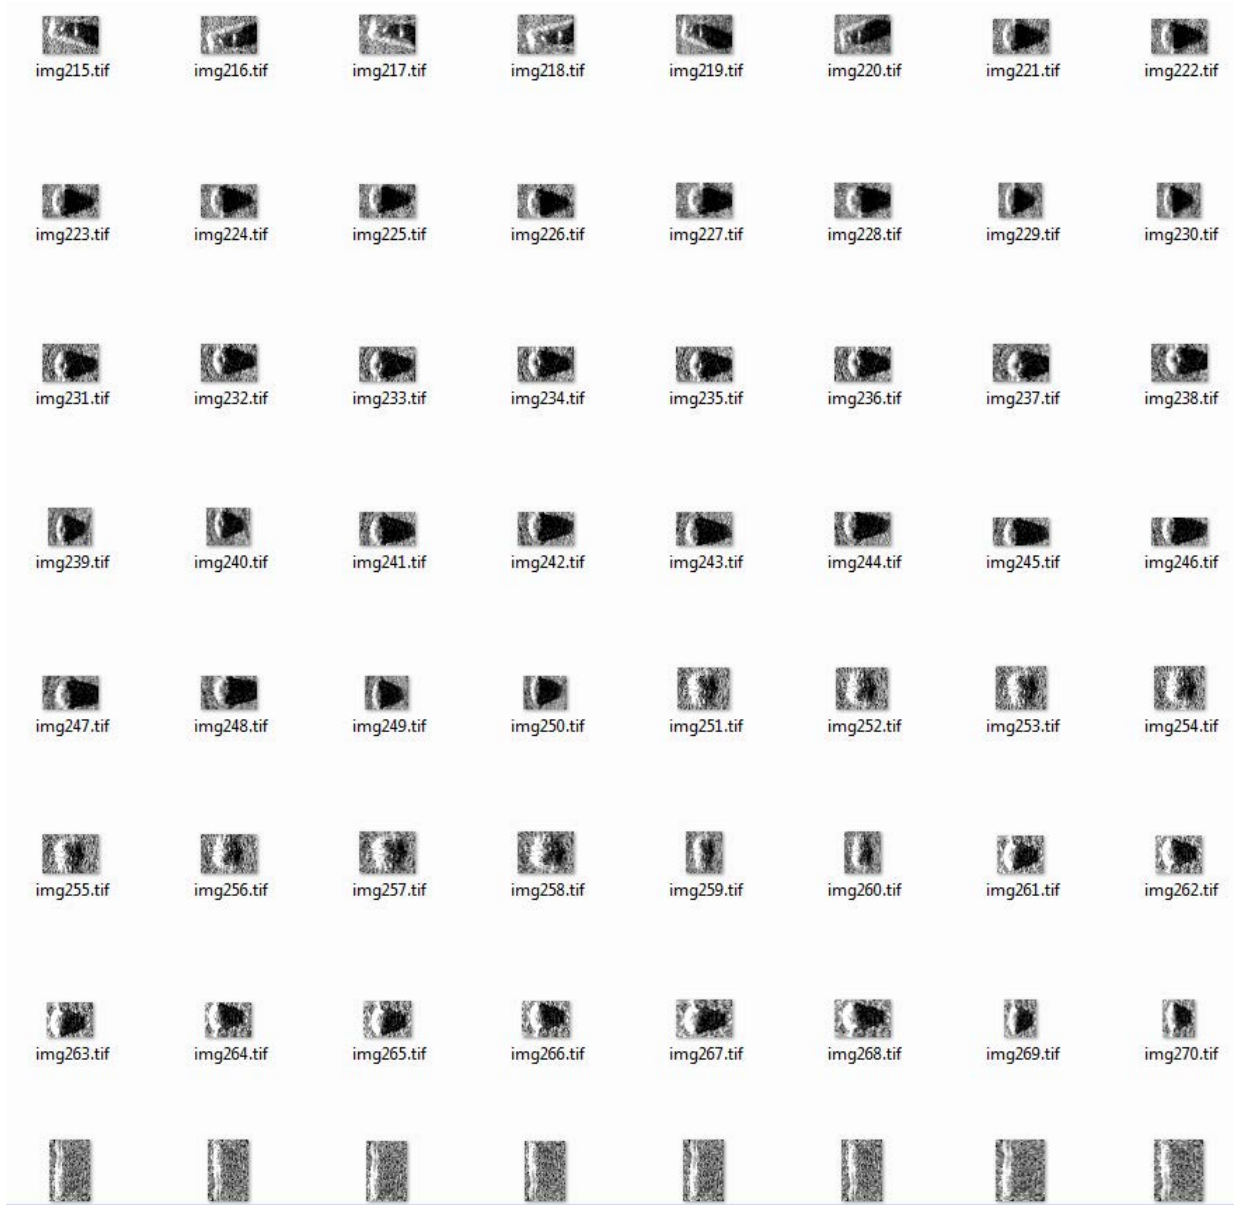 img215.tif img216.tif img217.tif img218.tif img219.tif img220.tif img221.tif img222.tif
img223.tif img224.tif img225.tif img226.tif img227.tif img228.tif img229.tif img230.tif
img231.tif img232.tif img233.tif img234.tif img235.tif img236.tif img237.tif img238.tif
img239.tif img240.tif img241.tif img242.tif img243.tif img244.tif img245.tif img246.tif
img247.tif img248.tif img249.tif img250.tif img251.tif img252.tif img253.tif img254.tif
img255.tif img256.tif img257.tif img258.tif img259.tif img260.tif img261.tif img262.tif
img263.tif img264.tif img265.tif img266.tif img267.tif img268.tif img269.tif img270.tif